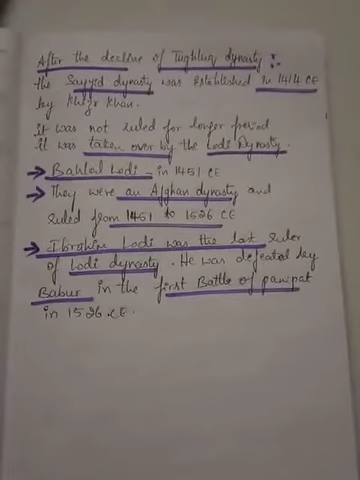 After the decline of Tughluq dynasty :-
the Sayyid dynasty was established in 1414 CE
by Khizr Khan.
it was not ruled for longer period
it was taken over by the Lodi Dynasty.
→ Bahlol Lodi - in 1451 CE
→ They were an Afghan dynasty and
ruled from 1451 to 1526 CE
→ Ibrahim Lodi was the last ruler
of Lodi dynasty. He was defeated by
Babur in the first Battle of panipat
in 1526 CE.